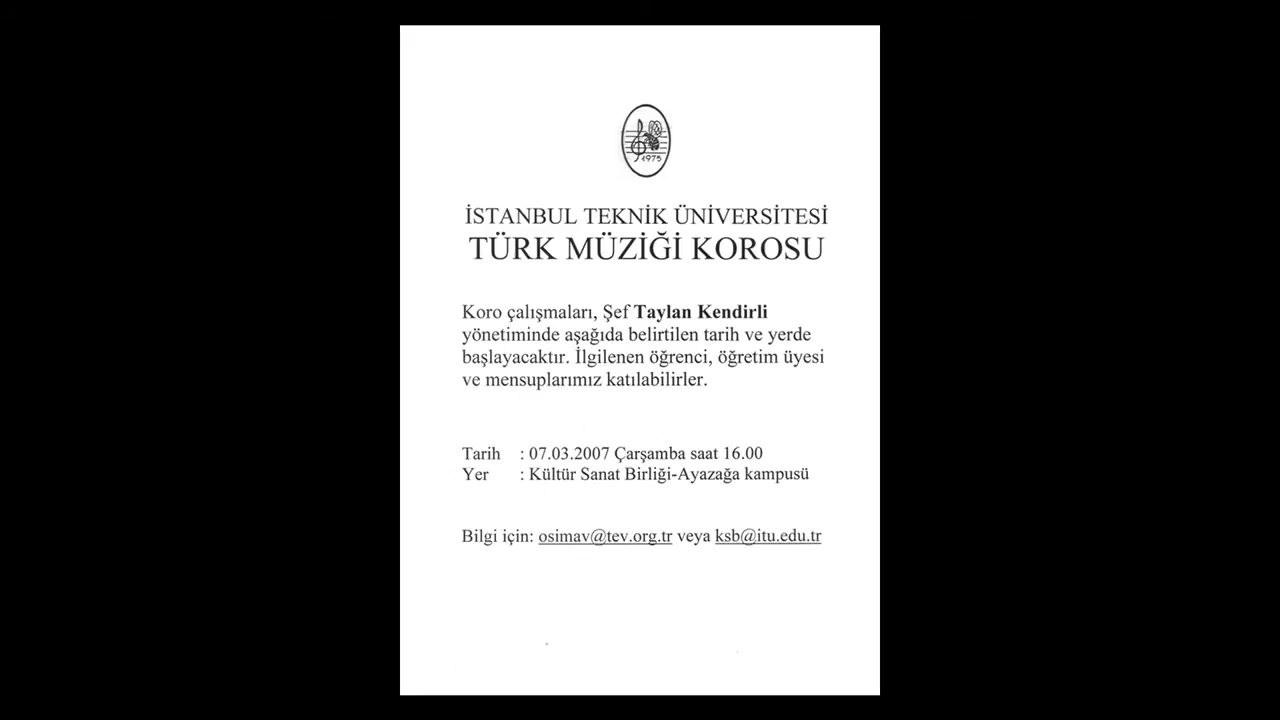 1975
İSTANBUL TEKNİK ÜNİVERSİTESİ
TÜRK MÜZİĞİ KOROSU
Koro çalışmaları, Şef Taylan Kendirli
yönetiminde aşağıda belirtilen tarih ve yerde
başlayacaktır. İlgilenen öğrenci, öğretim üyesi
ve mensuplarımız katılabilirler.
Tarih : 07.03.2007 Çarşamba saat 16.00
Yer : Kültür Sanat Birliği-Ayazağa kampusü
Bilgi için: osimav@tev.org.tr veya ksb@itu.edu.tr